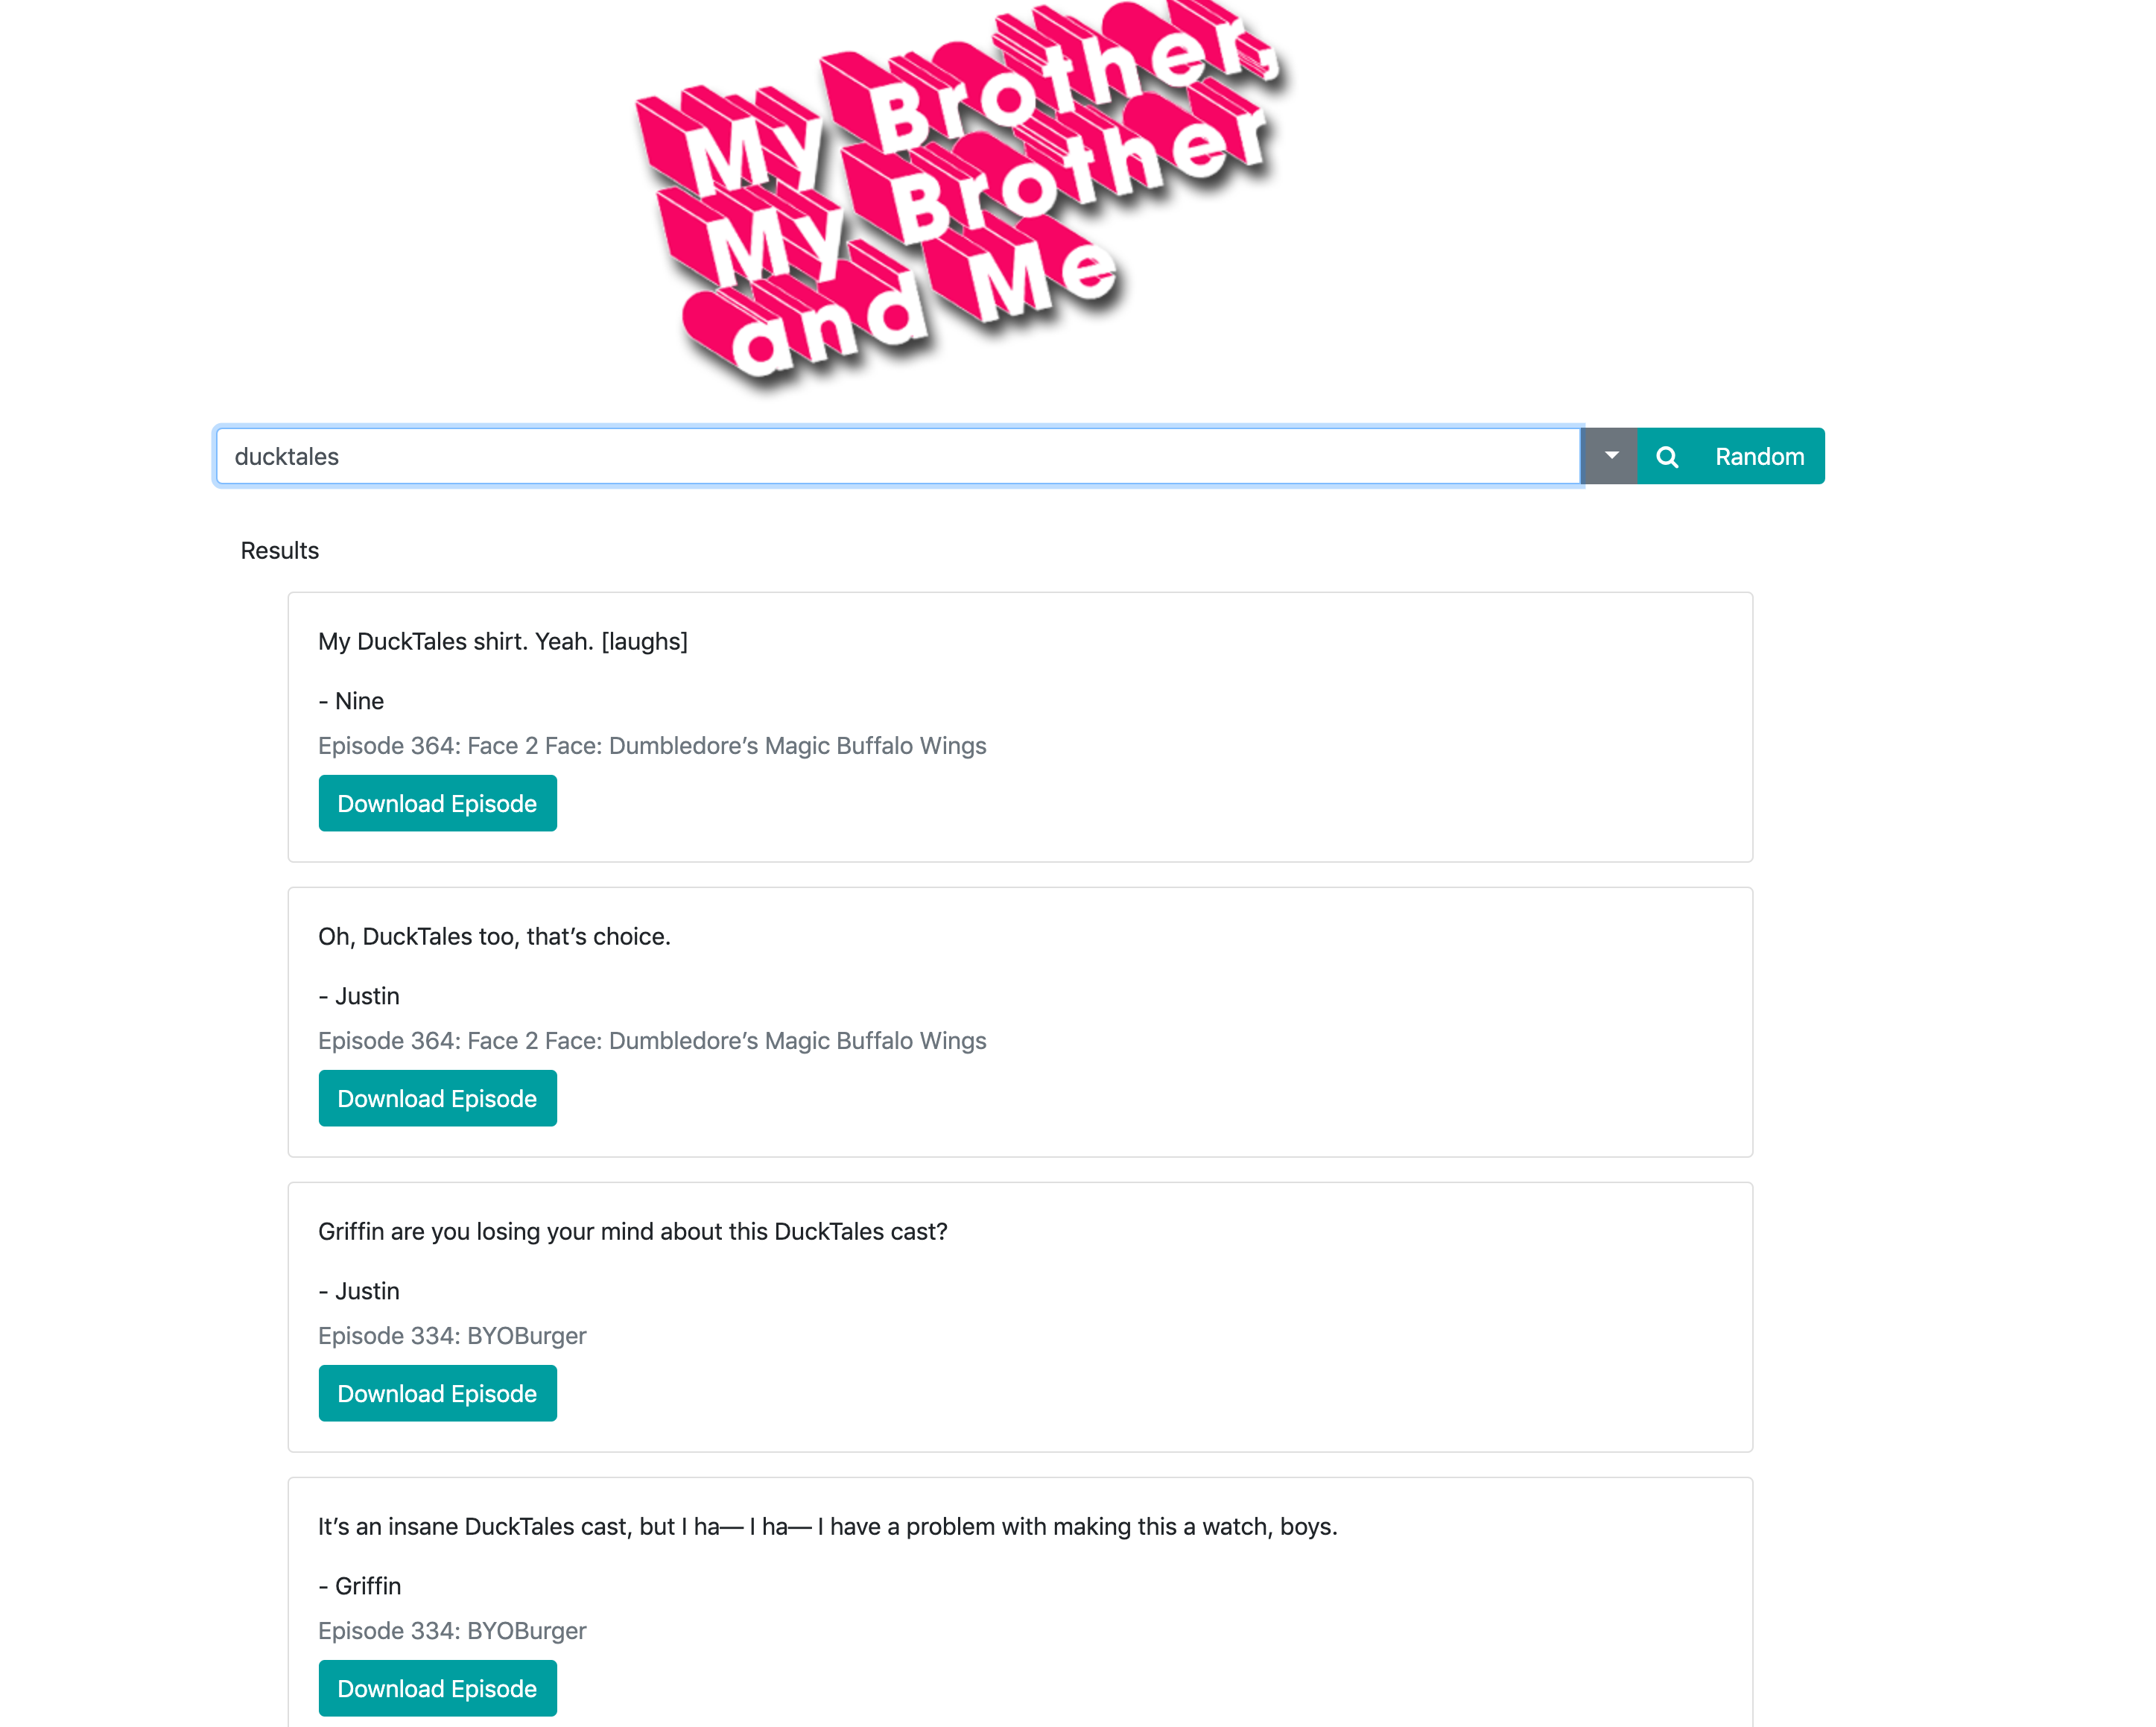 My Brother,
My Brother
and Me
ducktales
Random
Results
My DuckTales shirt. Yeah. [laughs]
- Nine
Episode 364: Face 2 Face: Dumbledore’s Magic Buffalo Wings
Download Episode
Oh, DuckTales too, that’s choice.
- Justin
Episode 364: Face 2 Face: Dumbledore’s Magic Buffalo Wings
Download Episode
Griffin are you losing your mind about this DuckTales cast?
- Justin
Episode 334: BYOBurger
Download Episode
It’s an insane DuckTales cast, but I ha— I ha— I have a problem with making this a watch, boys.
- Griffin
Episode 334: BYOBurger
Download Episode